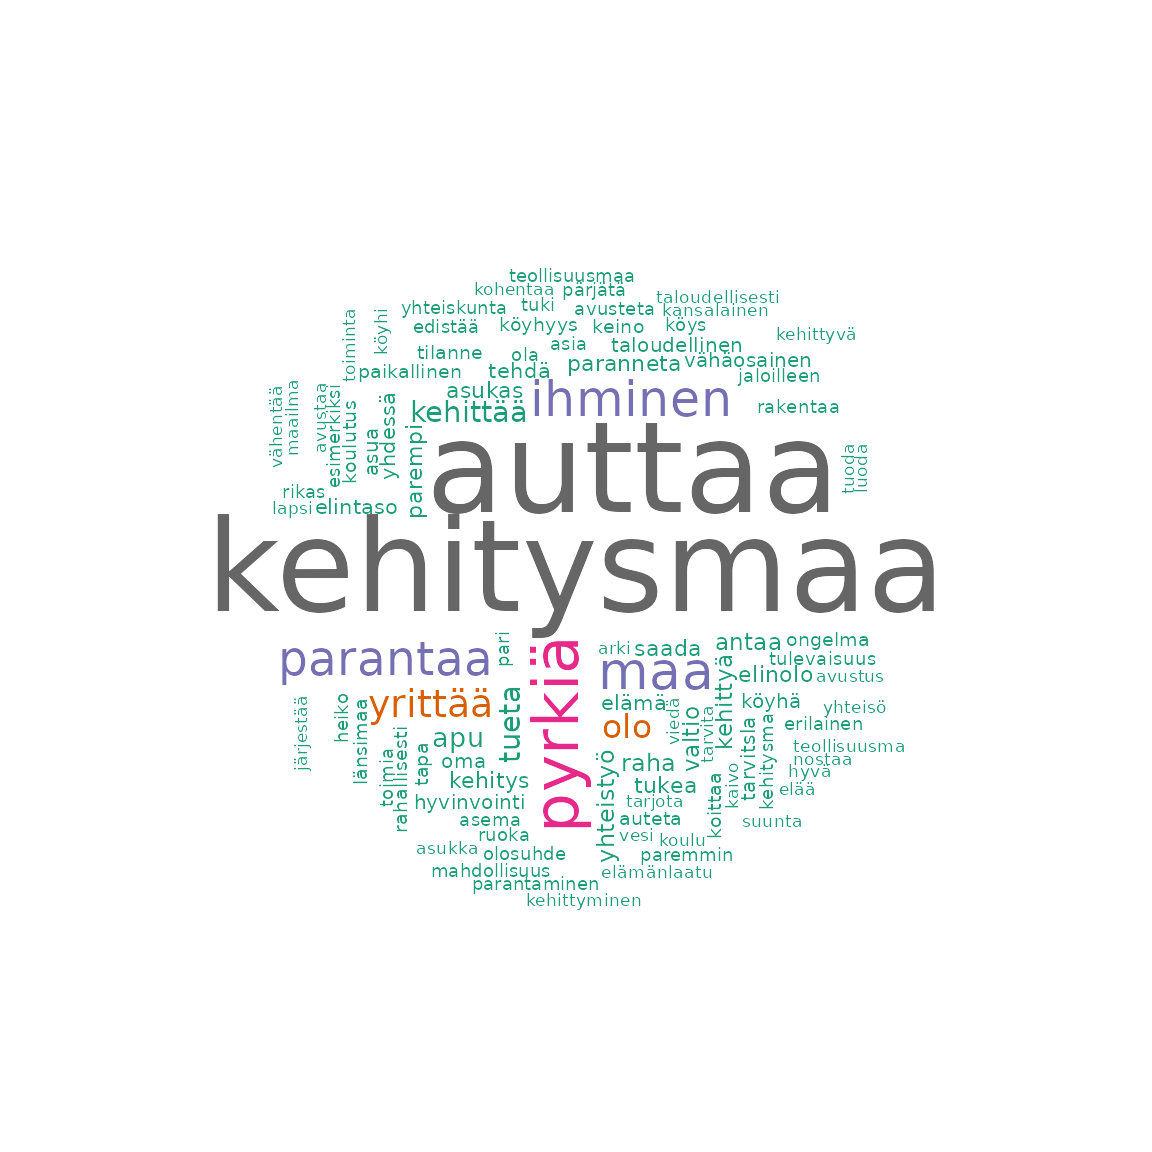 teollisuusmaa
kohentaa
pärjätä
taloudellisesti
yhteiskunta
tuki
avusteta
kansalainen
edistää
köyhyys
keino
köys
kehittyvä
toiminta
köyhi
tilanne
ola
asia
taloudellinen
paikallinen
tehdä
paranneta
vähäosainen
jaloilleen
vähentää
maailma
avustaa
esimerkiksi
koulutus
asua
yhdessä
asukas
ihminen
kehittää
rakentaa
parempi
auttaa
tuoda
luoda
rikas
lapsi
elintaso
kehitysmaa
parantaa
pari
pyrkiä
arki
saada
antaa
ongelma
maa
tulevaisuus
elinolo
avustus
yrittää
tueta
elämä
viedä
valtio
tarvita
kehittyä
köyhä
yhteisö
järjestää
heiko
länsimaa
olo
erilainen
apu
toimia
rahallisesti
tapa
oma
kehitys
yhteistyö
raha
tukea
tarvitsla
kehitysma
teollisuusma
nostaa
hyvä
elää
hyvinvointi
tarjota
koittaa
kaivo
asema
auteta
suunta
ruoka
vesi
koulu
asukka
olosuhde
paremmin
mahdollisuus
elämänlaatu
parantaminen
kehittyminen